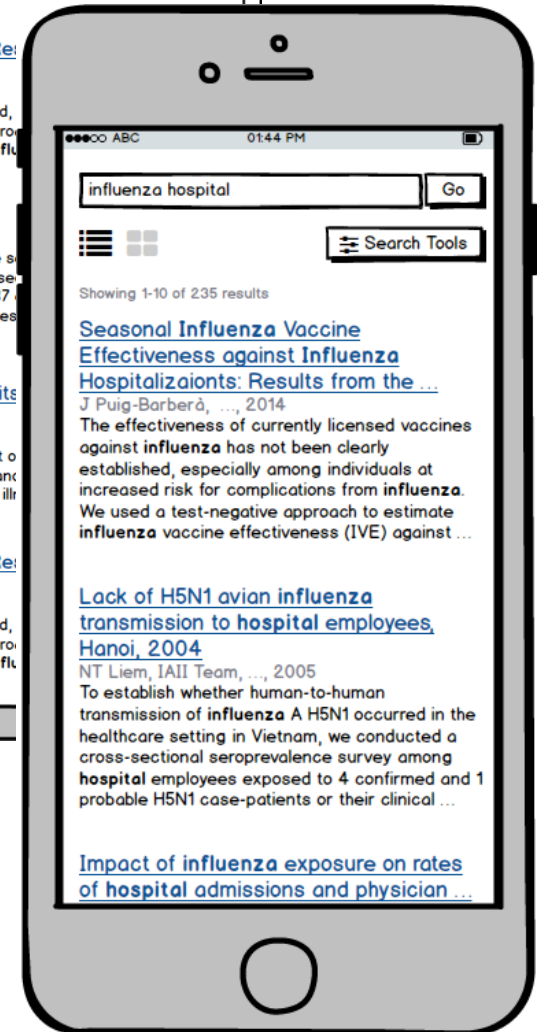 ABC 01:44 PM
influenza hospital Go
Search Tools
Showing 1-10 of 235 results
Seasonal Influenza Vaccine
Effectiveness against Influenza
Hospitalizaionts: Results from the ...
J Puig-Barberà, ..., 2014
The effectiveness of currently licensed vaccines
against influenza has not been clearly
established, especially among individuals at
increased risk for complications from influenza.
We used a test-negative approach to estimate
influenza vaccine effectiveness (IVE) against ...
Lack of H5N1 avian influenza
transmission to hospital employees,
Hanoi, 2004
NT Liem, IAII Team, ..., 2005
To establish whether human-to-human
transmission of influenza A H5N1 occurred in the
healthcare setting in Vietnam, we conducted a
cross-sectional seroprevalence survey among
hospital employees exposed to 4 confirmed and 1
probable H5N1 case-patients or their clinical ...
Impact of influenza exposure on rates
of hospital admissions and physician ...